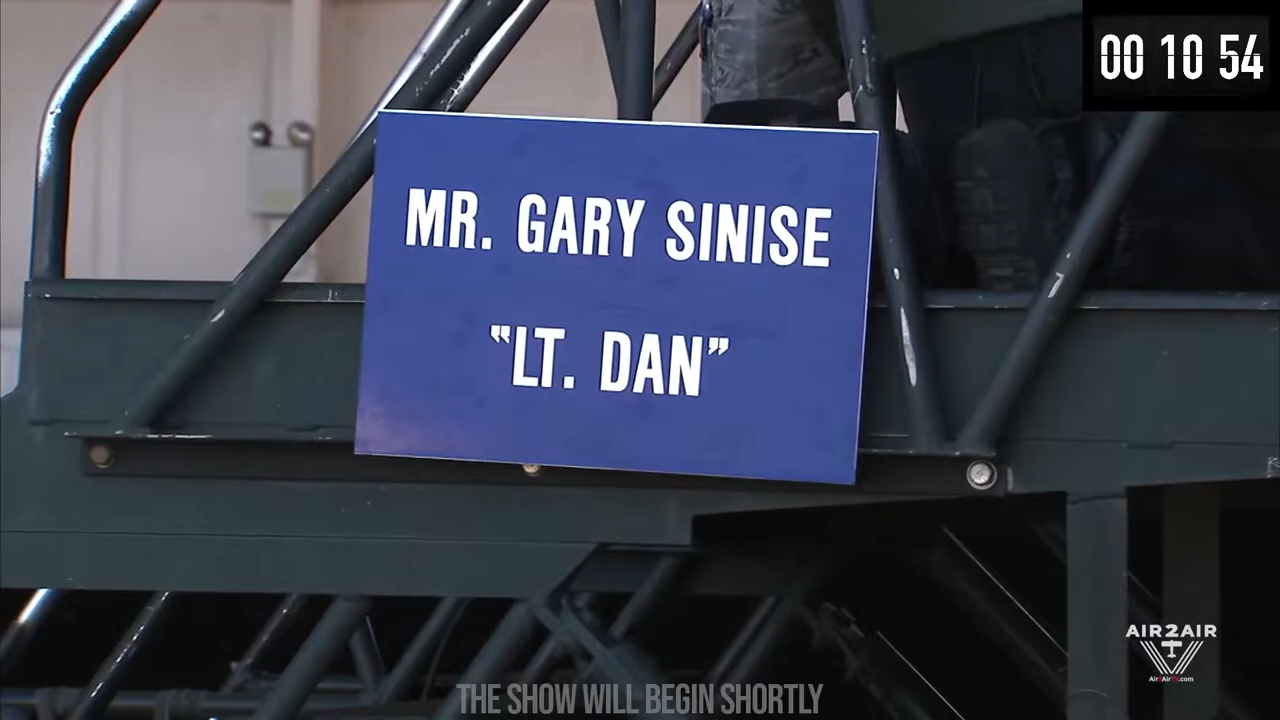 00 10 54
MR. GARY SINISE
"LT. DAN"
AIR2AIR
THE SHOW WILL BEGIN SHORTLY